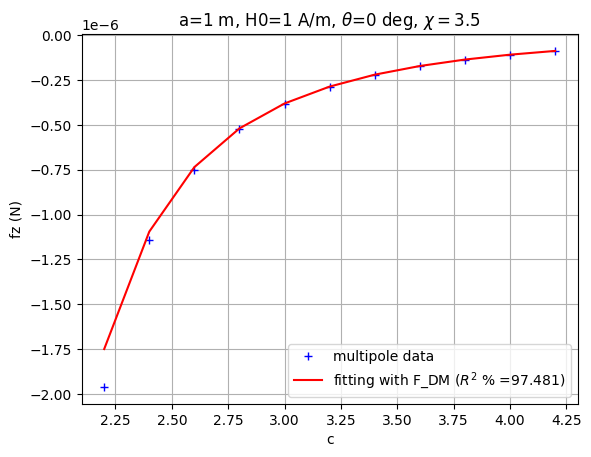 a=1 m, H0=1 A/m, θ=0 deg, χ = 3.5
1e−6
0.00
−0.25
−0.50
−0.75
−1.00
−1.25
−1.50
−1.75
−2.00
fz (N)
multipole data
fitting with F_DM (R² % =97.481)
2.25 2.50 2.75 3.00 3.25 3.50 3.75 4.00 4.25
c